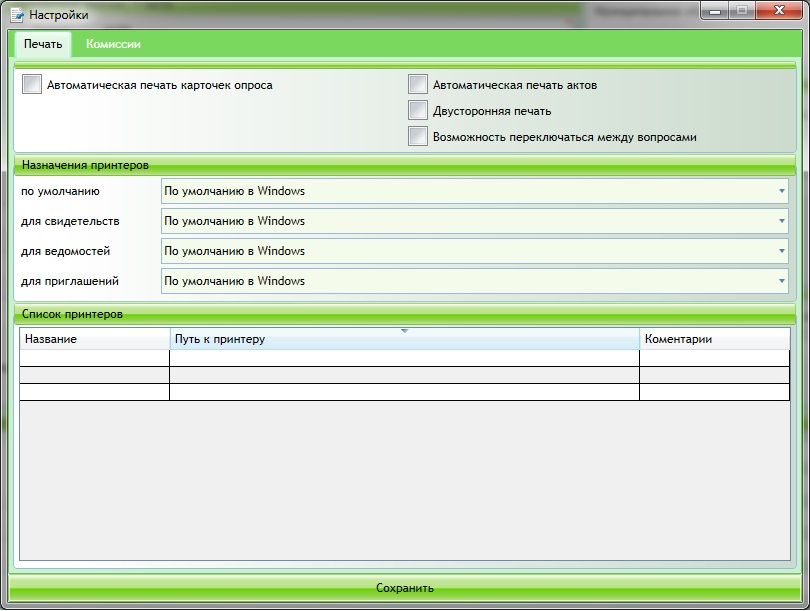 Настройки
Печать Комиссии
Автоматическая печать карточек опроса
Автоматическая печать актов
Двусторонняя печать
Возможность переключаться между вопросами
Назначения принтеров
по умолчанию По умолчанию в Windows
для свидетельств По умолчанию в Windows
для ведомостей По умолчанию в Windows
для приглашений По умолчанию в Windows
Список принтеров
Название Путь к принтеру Коментарии
Сохранить